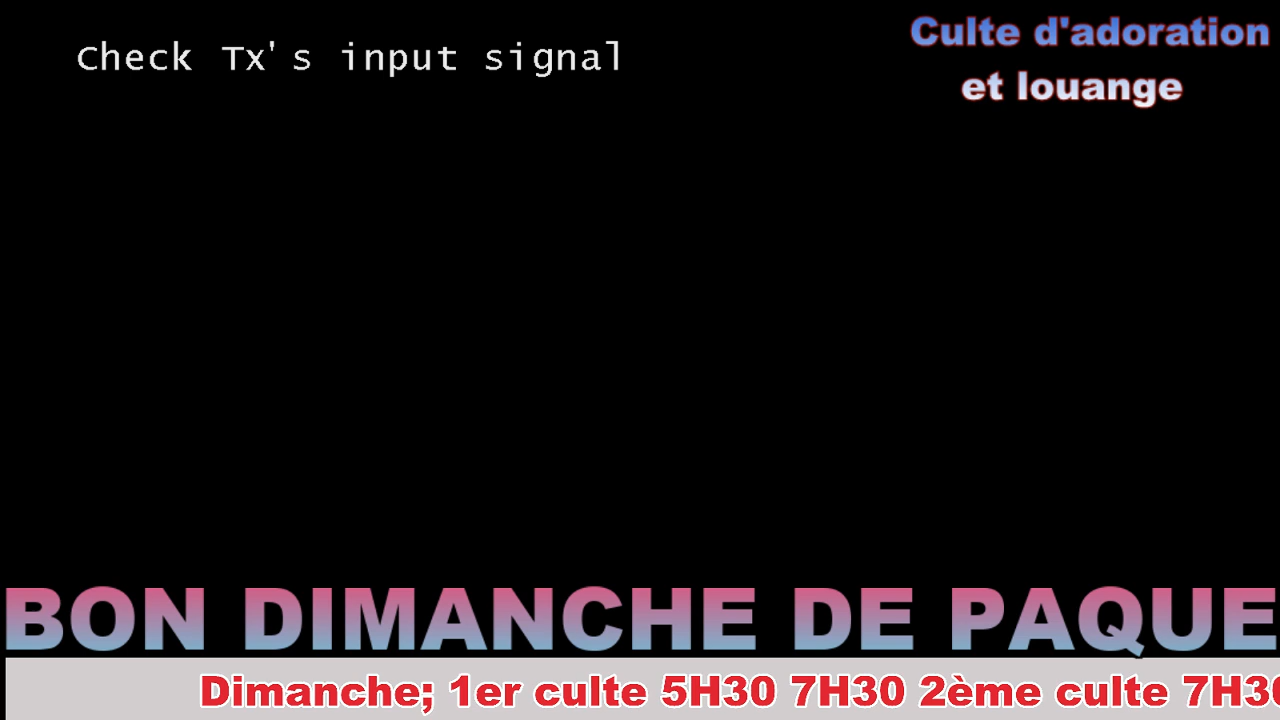 Check Tx's input signal
Culte d'adoration
et louange
BON DIMANCHE DE PAQUE
Dimanche; 1er culte 5H30 7H30 2ème culte 7H30